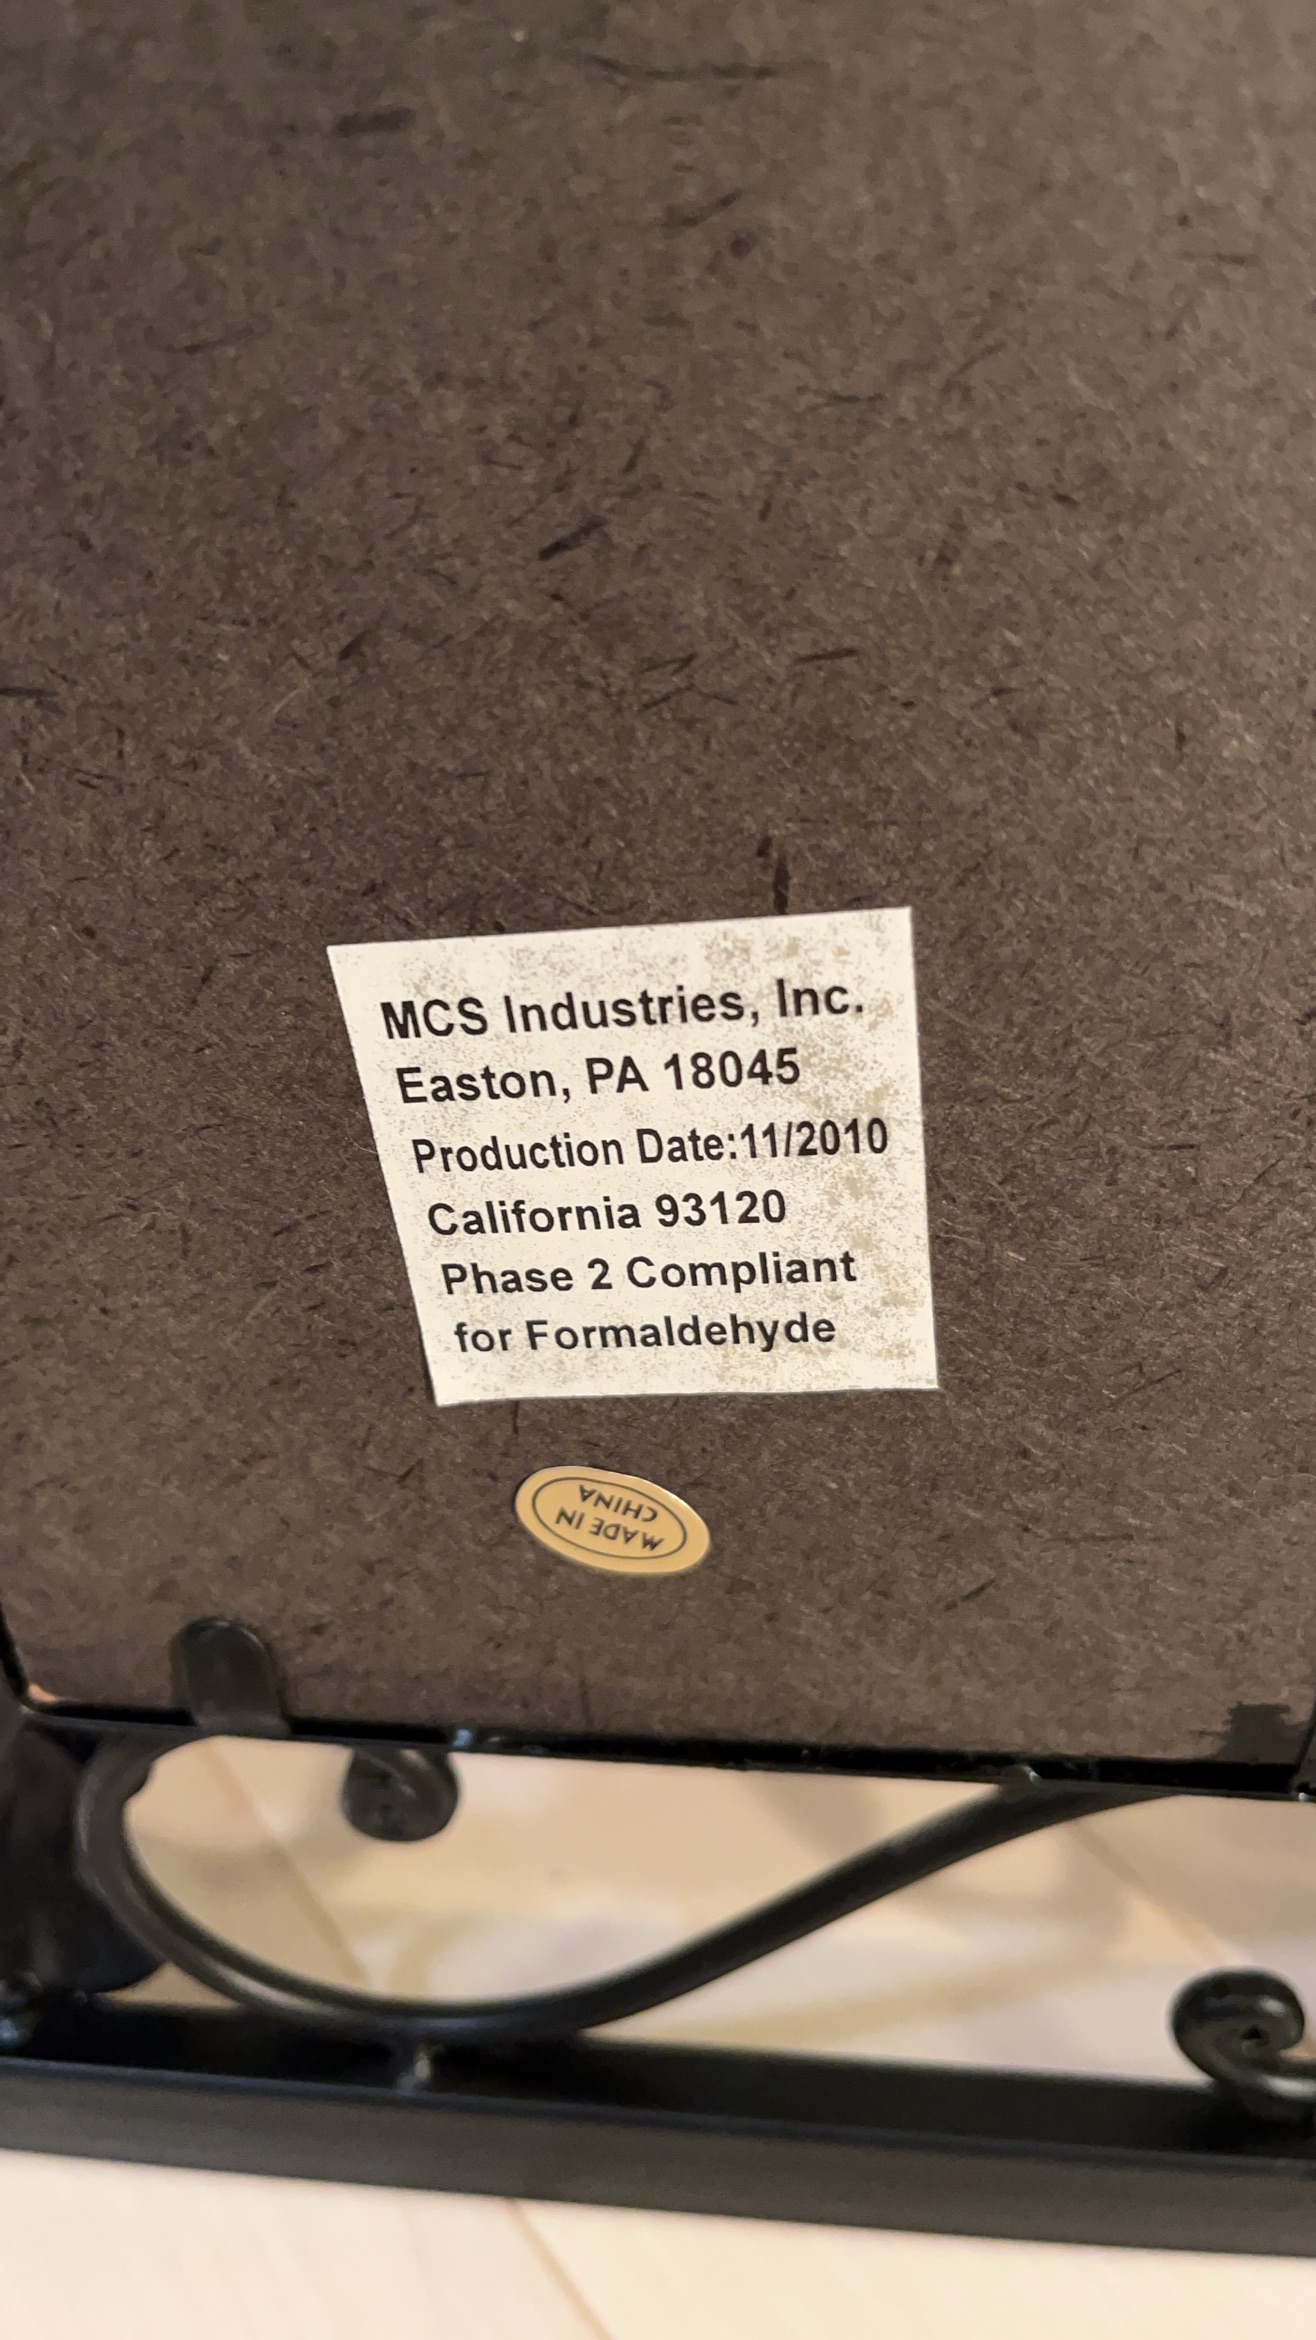 MCS Industries, Inc.
Easton, PA 18045
Production Date:11/2010
California 93120
Phase 2 Compliant
for Formaldehyde
MADE IN
CHINA